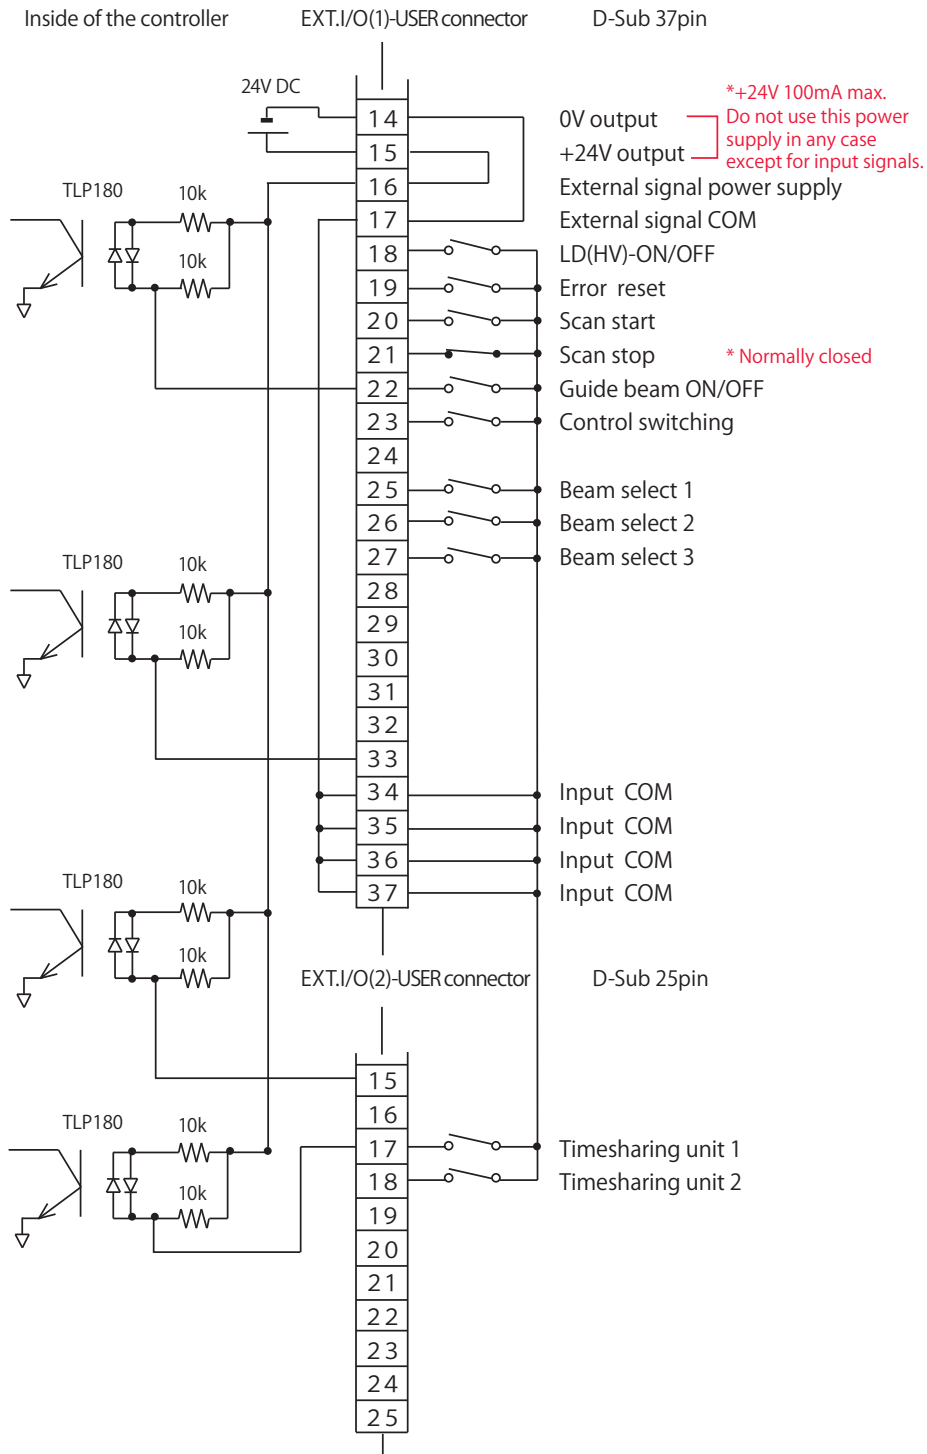 Inside of the controller EXT.I/O(1)-USER connector D-Sub 37pin
24V DC
*+24V 100mA max.
Do not use this power
supply in any case
except for input signals.
14 0V output
15 +24V output
TLP180 10k 16 External signal power supply
17 External signal COM
18 LD(HV)-ON/OFF
10k
19 Error reset
20 Scan start
21 Scan stop * Normally closed
22 Guide beam ON/OFF
23 Control switching
24
25 Beam select 1
26 Beam select 2
27 Beam select 3
TLP180 10k
28
29
10k
30
31
32
33
34 Input COM
35 Input COM
36 Input COM
TLP180 10k
37 Input COM
10k
EXT.I/O(2)-USER connector D-Sub 25pin
15
16
TLP180 10k
17 Timesharing unit 1
18 Timesharing unit 2
10k
19
20
21
22
23
24
25